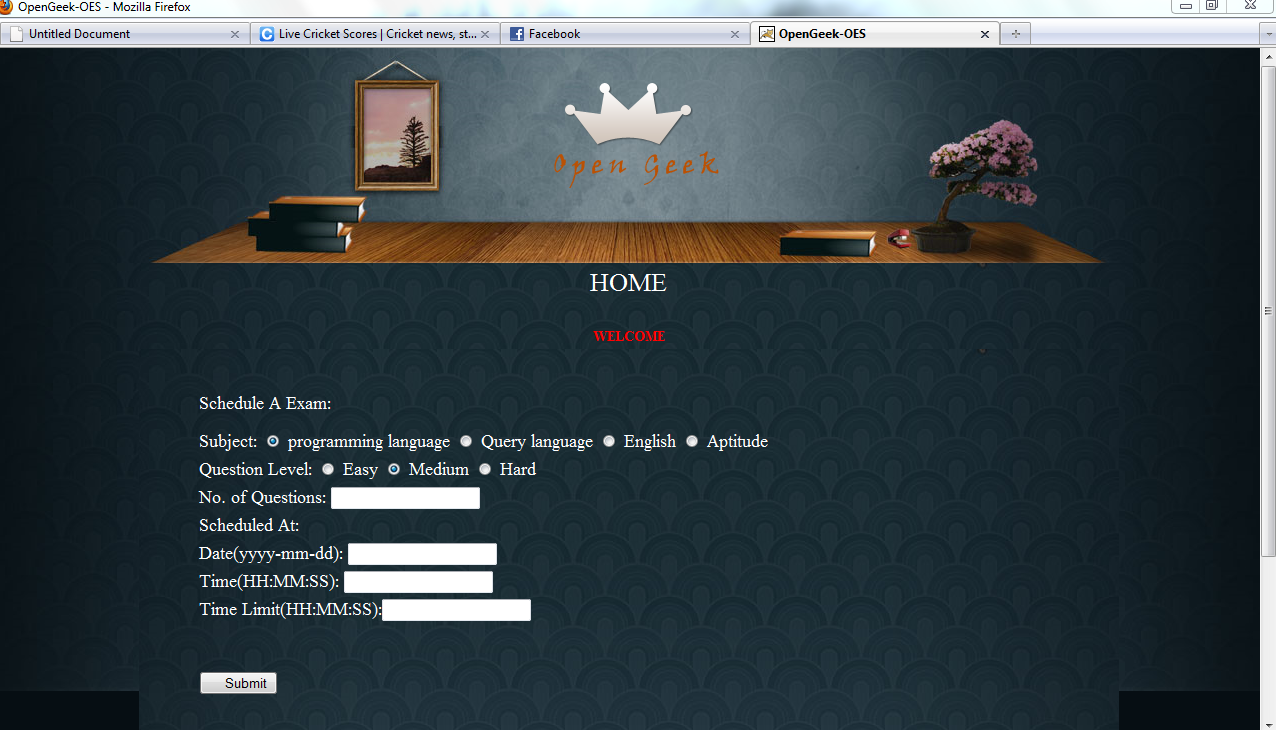 OpenGeek-OES - Mozilla Firefox
Untitled Document
Live Cricket Scores | Cricket news, st...
Facebook
OpenGeek-OES
Open Geek
HOME
WELCOME
Schedule A Exam:
Subject: programming language Query language English Aptitude
Question Level: Easy Medium Hard
No. of Questions:
Scheduled At:
Date(yyyy-mm-dd):
Time(HH:MM:SS):
Time Limit(HH:MM:SS):
Submit